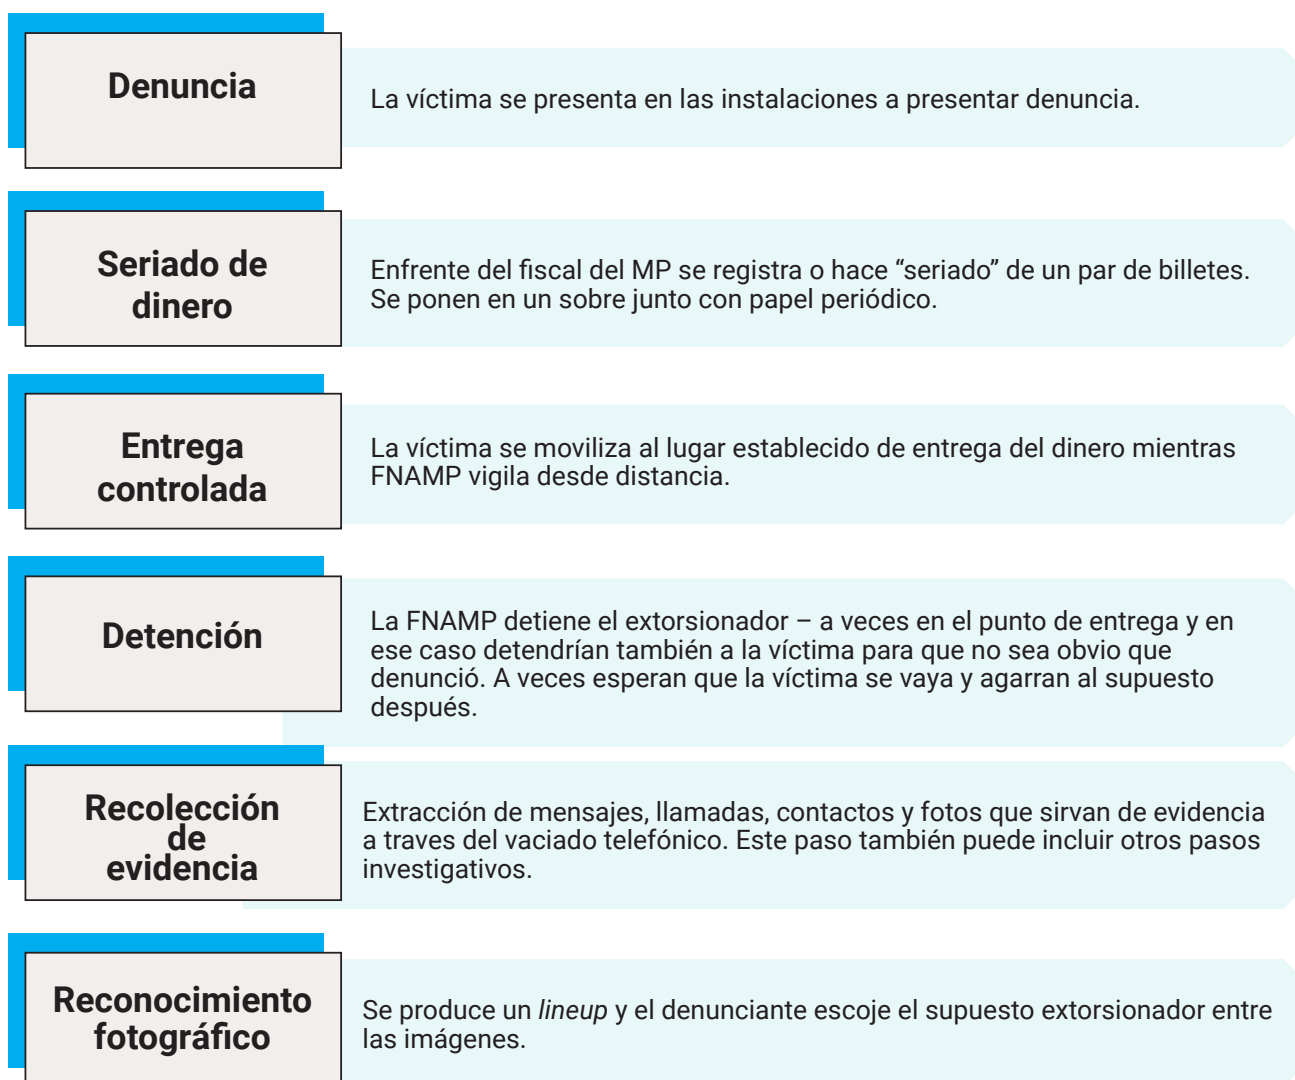 Denuncia
La víctima se presenta en las instalaciones a presentar denuncia.
Seriado de
dinero
Enfrente del fiscal del MP se registra o hace “seriado” de un par de billetes.
Se ponen en un sobre junto con papel periódico.
Entrega
controlada
La víctima se moviliza al lugar establecido de entrega del dinero mientras
FNAMP vigila desde distancia.
Detención
La FNAMP detiene el extorsionador – a veces en el punto de entrega y en
ese caso detendrían también a la víctima para que no sea obvio que
denunció. A veces esperan que la víctima se vaya y agarran al supuesto
después.
Recolección
de
evidencia
Extracción de mensajes, llamadas, contactos y fotos que sirvan de evidencia
a traves del vaciado telefónico. Este paso también puede incluir otros pasos
investigativos.
Reconocimiento
fotográfico
Se produce un lineup y el denunciante escoje el supuesto extorsionador entre
las imágenes.